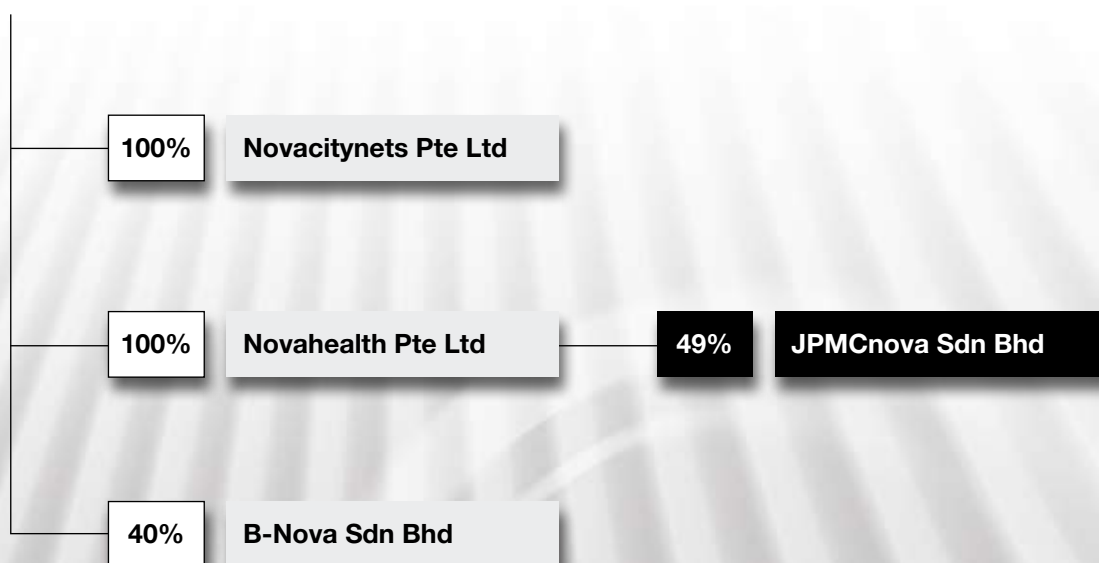 100% Novacitynets Pte Ltd
100% Novahealth Pte Ltd 49% JPMCnova Sdn Bhd
40% B-Nova Sdn Bhd